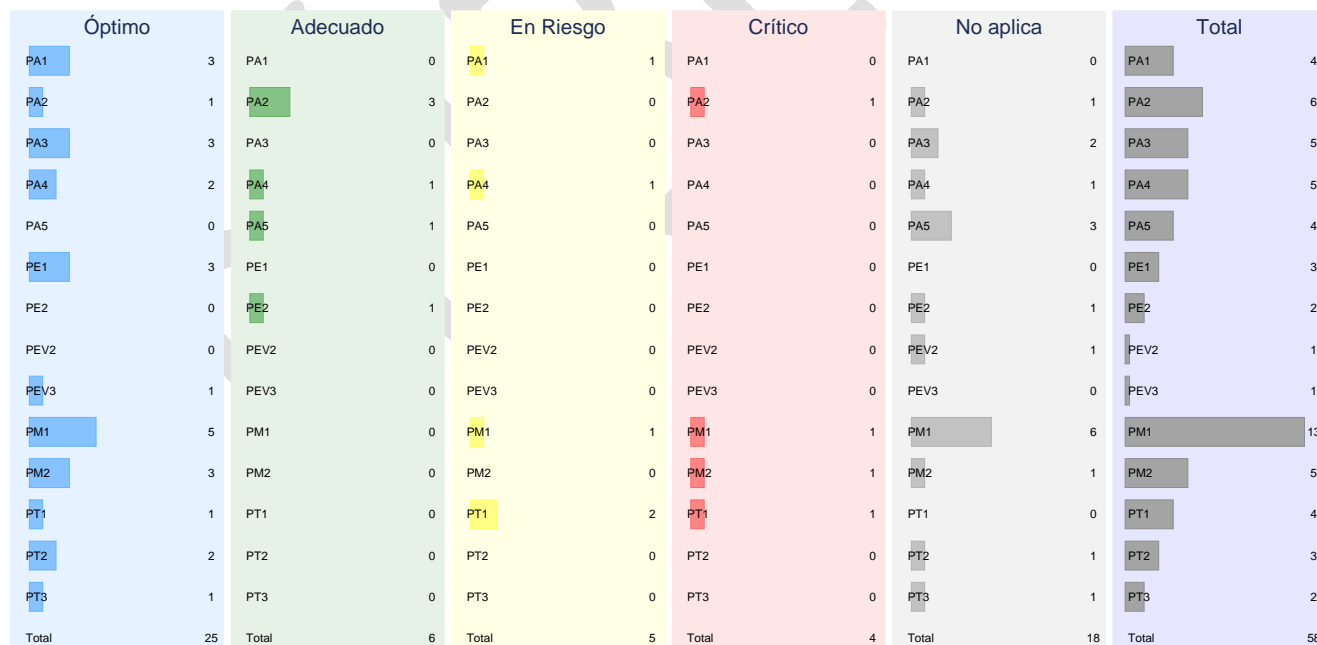 Óptimo Adecuado En Riesgo Crítico No aplica Total
PA1 3 PA1 0 PA1 1 PA1 0 PA1 0 PA1 4
PA2 1 PA2 3 PA2 0 PA2 1 PA2 1 PA2 6
PA3 3 PA3 0 PA3 0 PA3 0 PA3 2 PA3 5
PA4 2 PA4 1 PA4 1 PA4 0 PA4 1 PA4 5
PA5 0 PA5 1 PA5 0 PA5 0 PA5 3 PA5 4
PE1 3 PE1 0 PE1 0 PE1 0 PE1 0 PE1 3
PE2 0 PE2 1 PE2 0 PE2 0 PE2 1 PE2 2
PEV2 0 PEV2 0 PEV2 0 PEV2 0 PEV2 1 PEV2 1
PEV3 1 PEV3 0 PEV3 0 PEV3 0 PEV3 0 PEV3 1
PM1 5 PM1 0 PM1 1 PM1 1 PM1 6 PM1 13
PM2 3 PM2 0 PM2 0 PM2 1 PM2 1 PM2 5
PT1 1 PT1 0 PT1 2 PT1 1 PT1 0 PT1 4
PT2 2 PT2 0 PT2 0 PT2 0 PT2 1 PT2 3
PT3 1 PT3 0 PT3 0 PT3 0 PT3 1 PT3 2
Total 25 Total 6 Total 5 Total 4 Total 18 Total 58